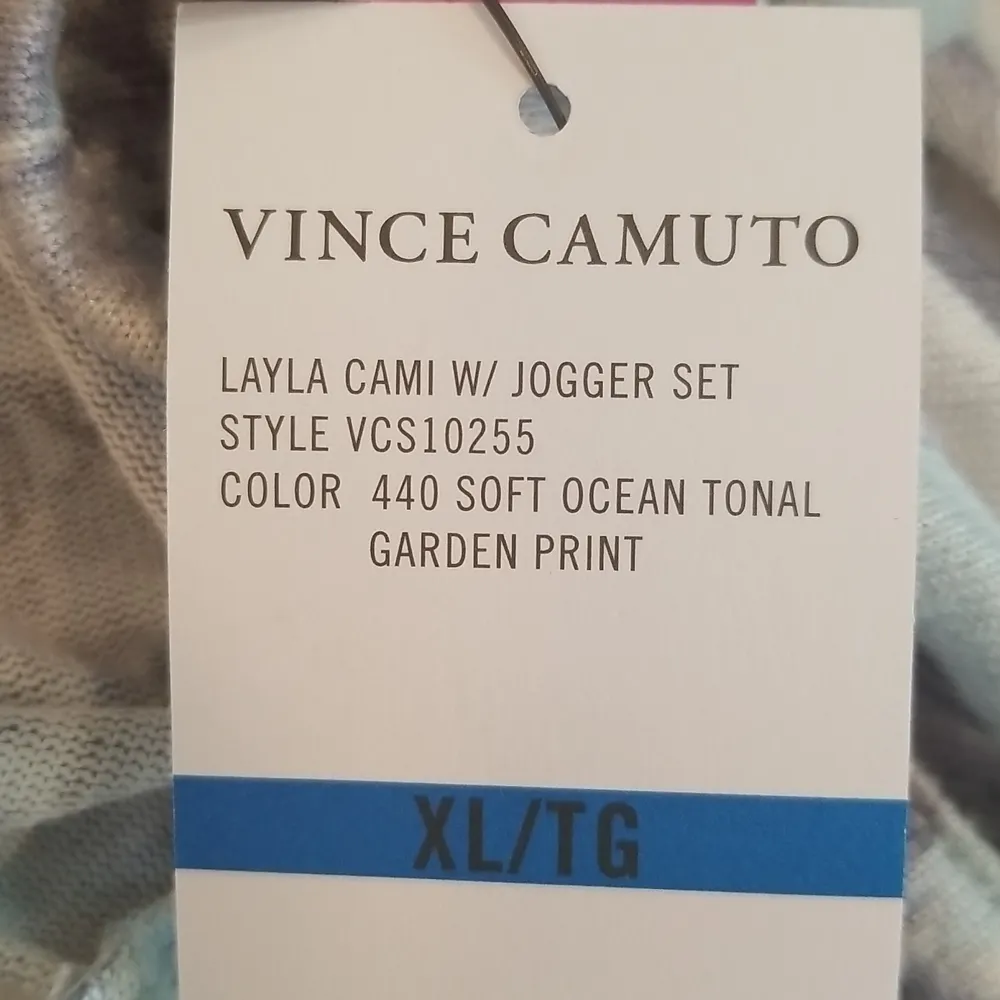 VINCE CAMUTO
LAYLA CAMI W/ JOGGER SET
STYLE VCS10255
COLOR 440 SOFT OCEAN TONAL
GARDEN PRINT
XL/TG